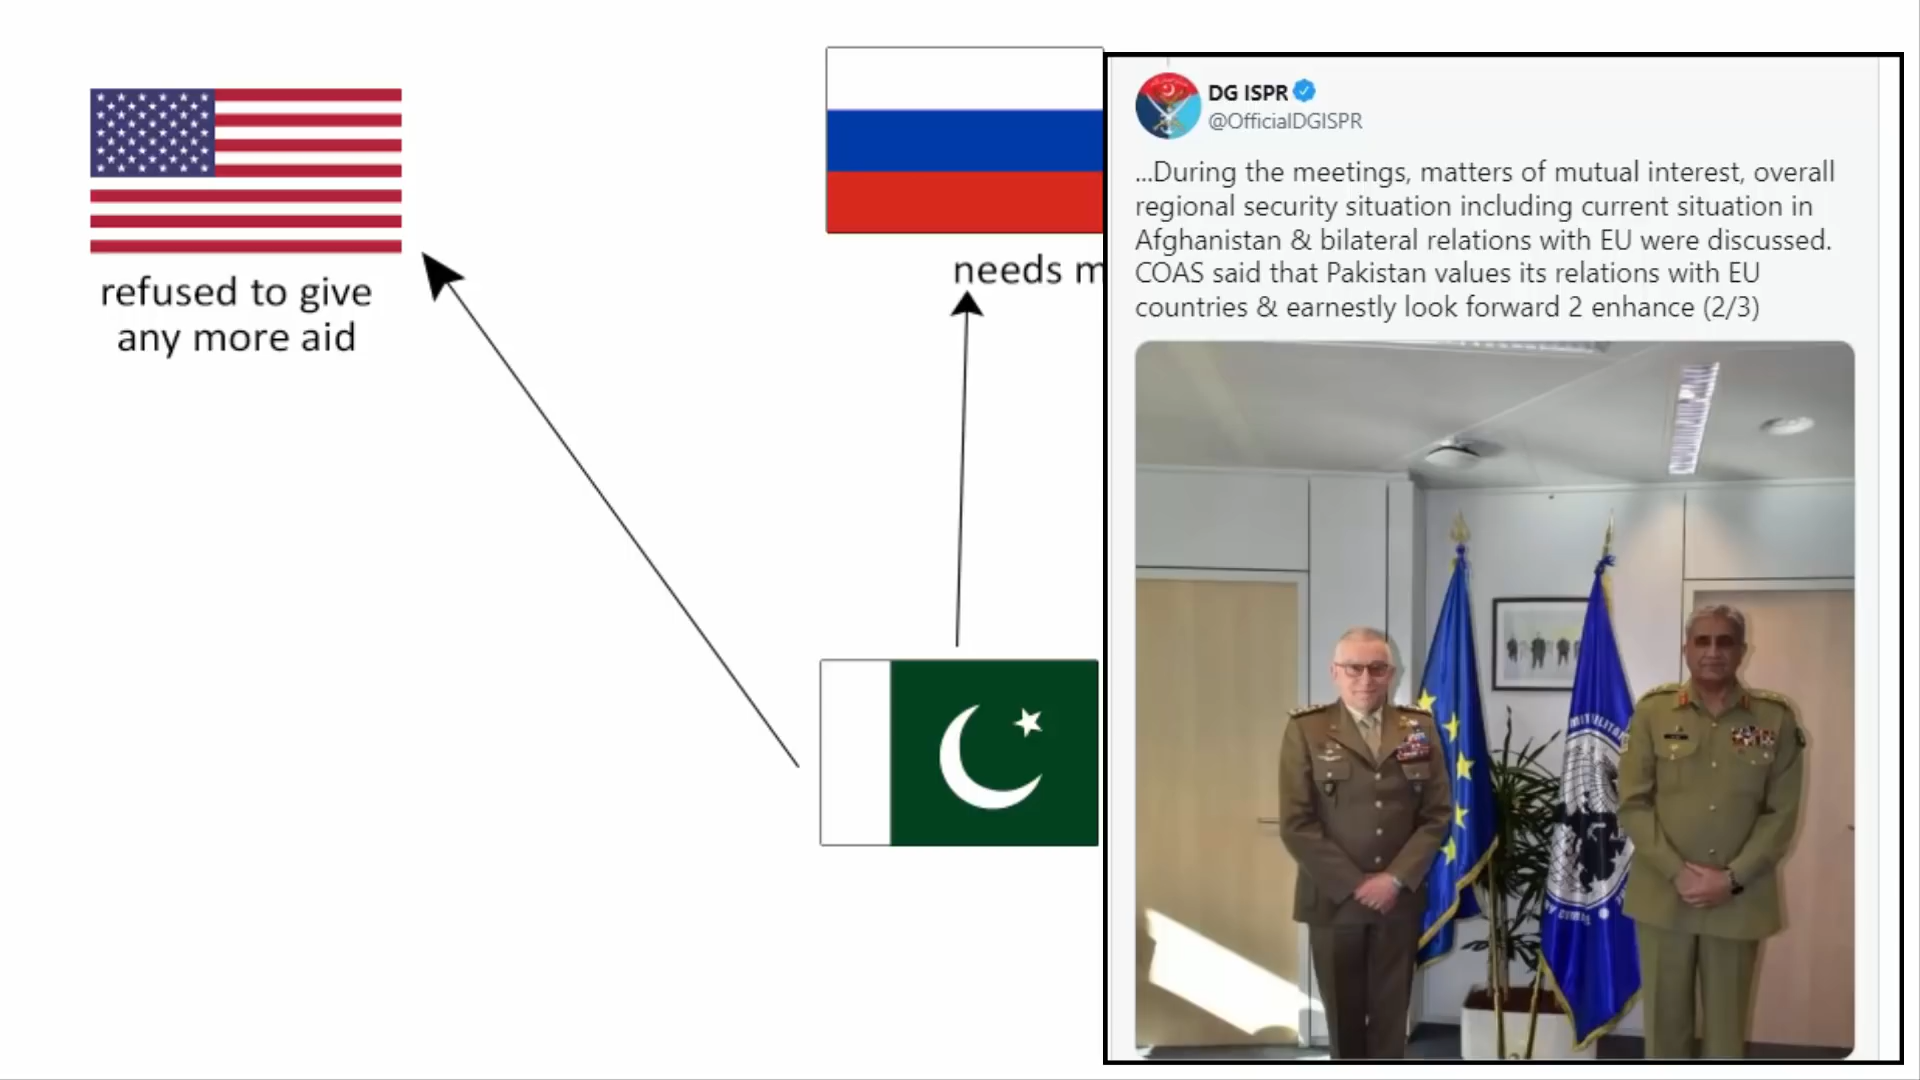 refused to give
any more aid
needs m
DG ISPR
@OfficialDGISPR
...During the meetings, matters of mutual interest, overall
regional security situation including current situation in
Afghanistan & bilateral relations with EU were discussed.
COAS said that Pakistan values its relations with EU
countries & earnestly look forward 2 enhance (2/3)